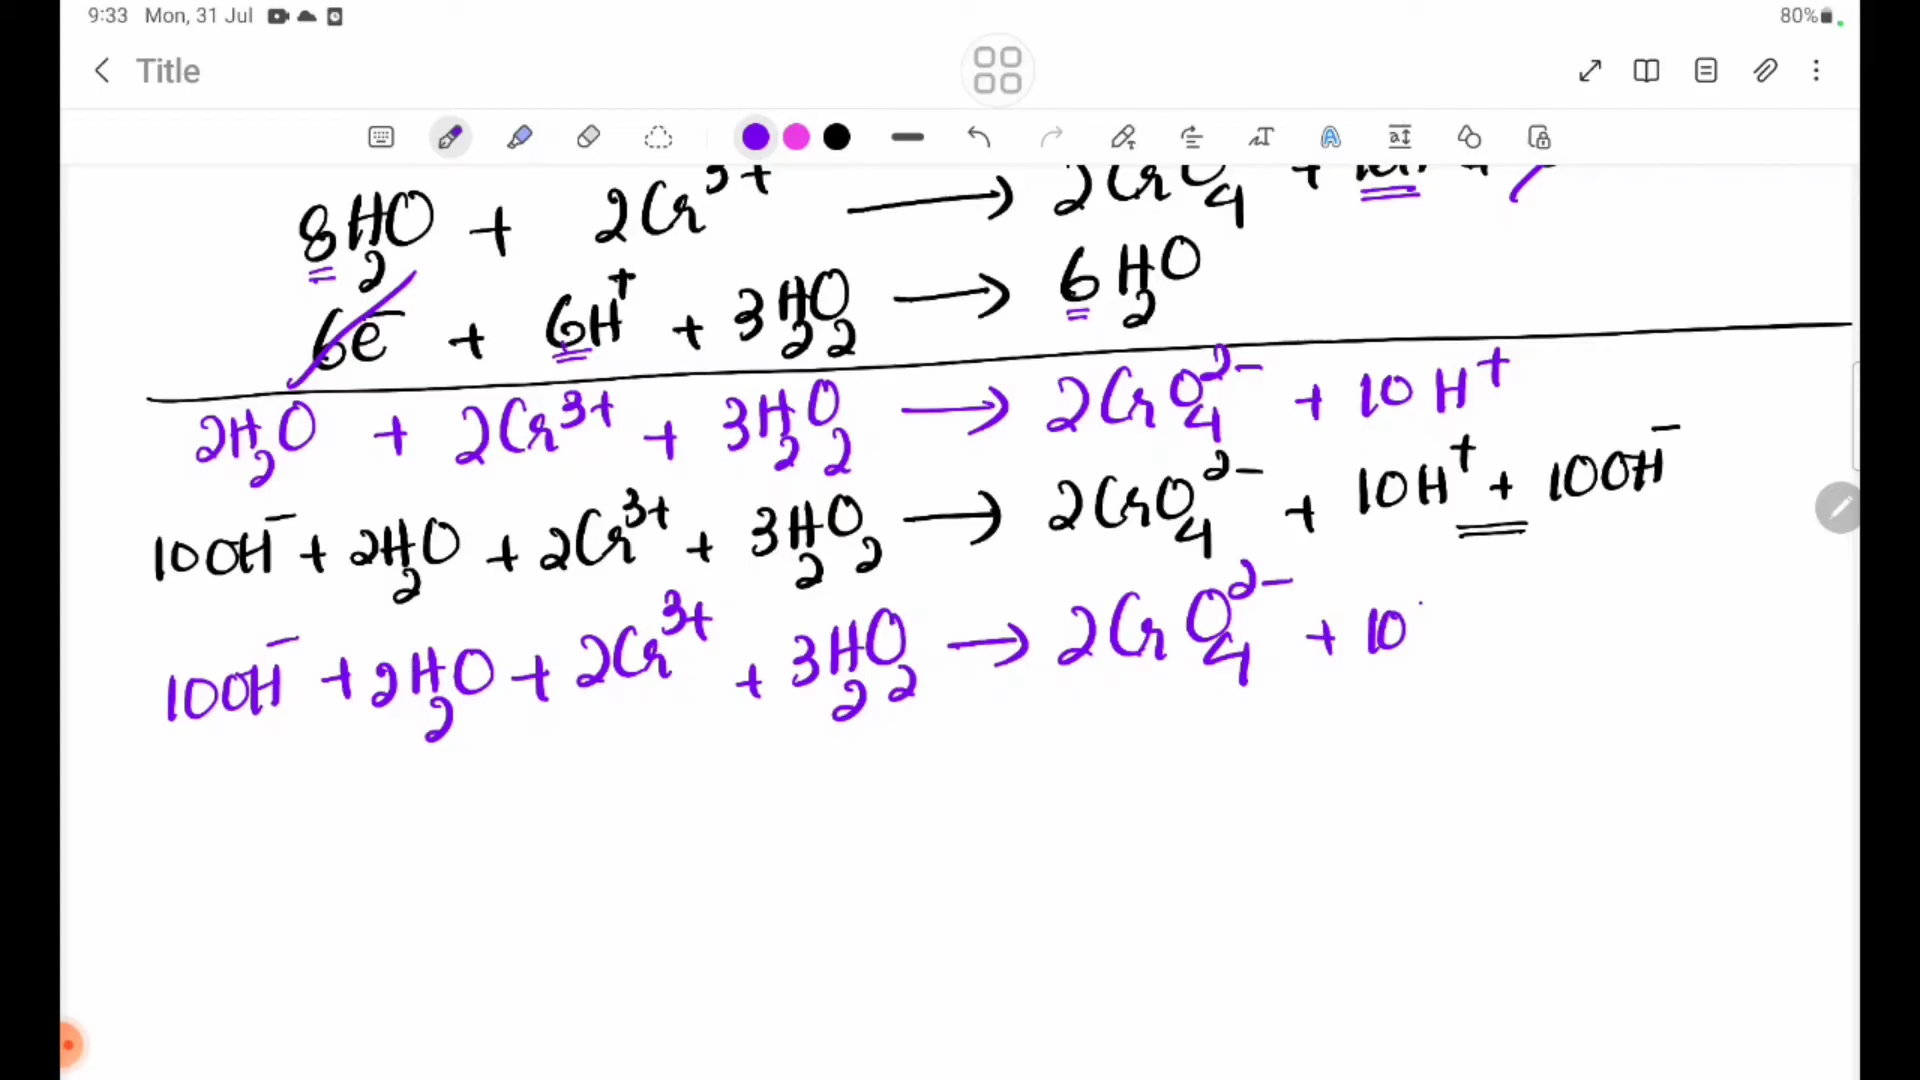 9:33 Mon, 31 Jul 80%
Title
8H₂O + 2Cr³⁺ ⟶ 2CrO₄ + 10H⁺
6e⁻ + 6H⁺ + 3H₂O₂ ⟶ 6H₂O
2H₂O + 2Cr³⁺ + 3H₂O₂ ⟶ 2CrO₄²⁻ + 10H⁺
10OH⁻ + 2H₂O + 2Cr³⁺ + 3H₂O₂ ⟶ 2CrO₄²⁻ + 10H⁺ + 10OH⁻
10OH⁻ + 2H₂O + 2Cr³⁺ + 3H₂O₂ ⟶ 2CrO₄²⁻ + 10